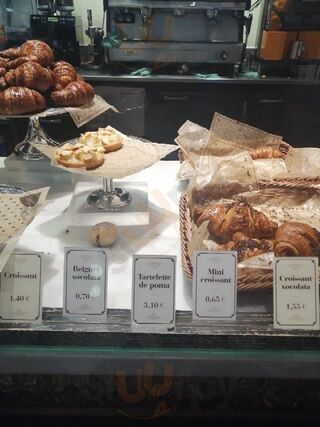 Croissant
1,40 €
Beignet
xocolata
0,70 €
Tarteleta
de poma
3,10 €
Mini
croissant
0,65 €
Croissant
xocolata
1,55 €